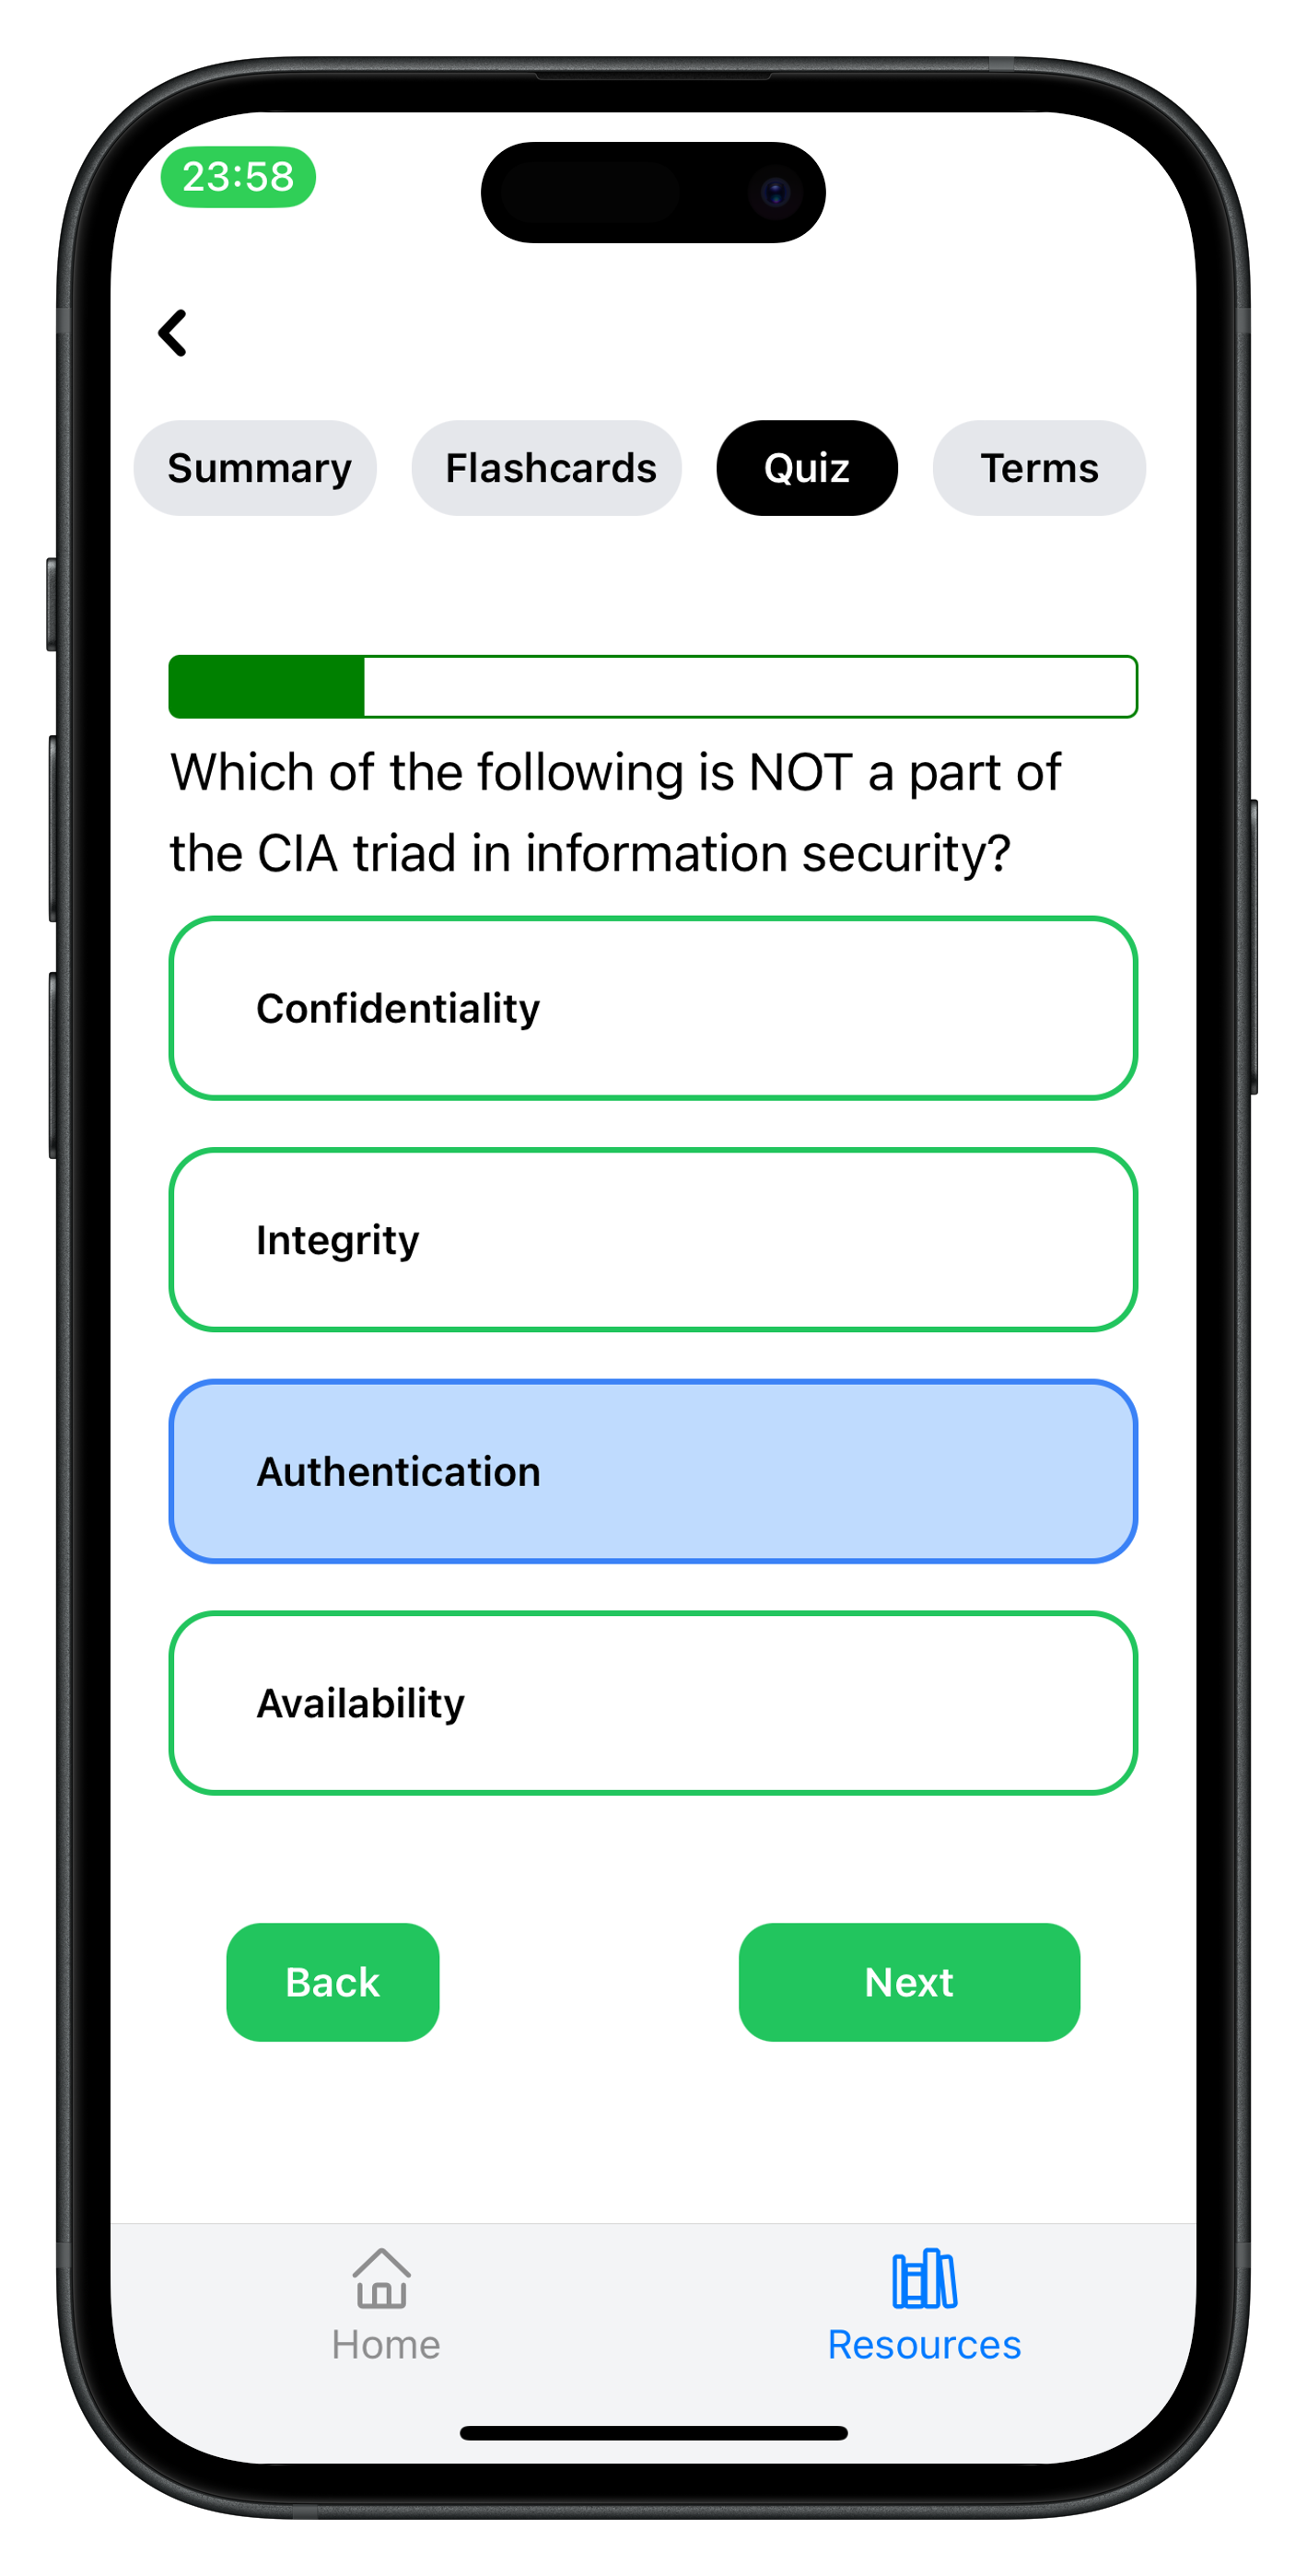 23:58
Summary Flashcards Quiz Terms
Which of the following is NOT a part of
the CIA triad in information security?
Confidentiality
Integrity
Authentication
Availability
Back Next
Home Resources